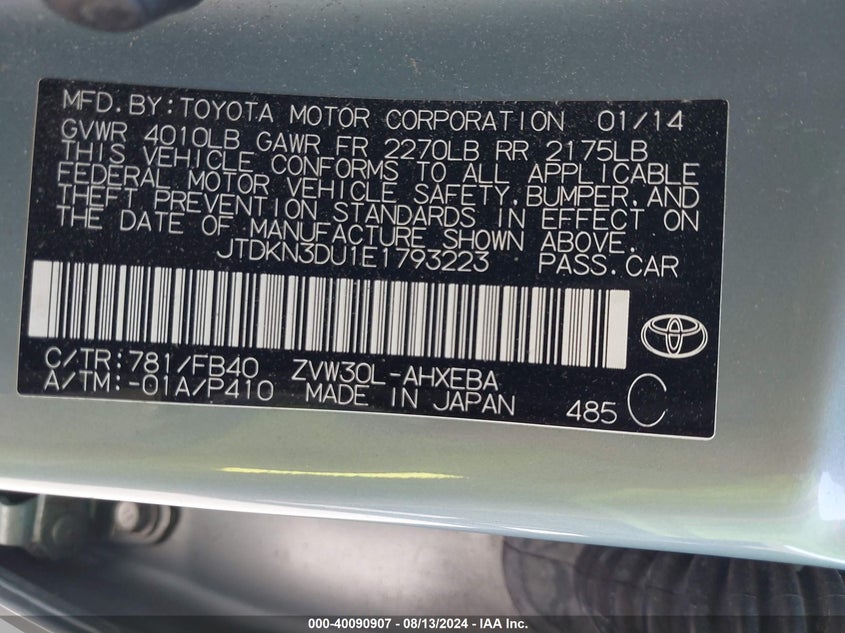 MFD. BY: TOYOTA MOTOR CORPORATION 01/14
GVWR 4010LB GAWR FR 2270LB RR 2175LB
THIS VEHICLE CONFORMS TO ALL APPLICABLE
FEDERAL MOTOR VEHICLE SAFETY, BUMPER, AND
THEFT PREVENTION STANDARDS IN EFFECT ON
THE DATE OF MANUFACTURE SHOWN ABOVE.
JTDKN3DU1E1793223 PASS. CAR
C/TR: 781/FB40 ZVW30L-AHXEBA
A/TM: -01A/P410 MADE IN JAPAN 485 C
000-40090907 - 08/13/2024 - IAA Inc.